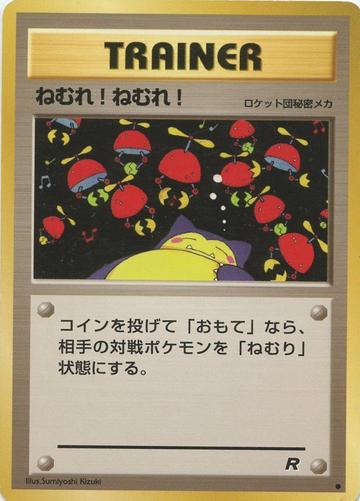 TRAINER
ねむれ！ねむれ！
ロケット団秘密メカ
コインを投げて「おもて」なら、
相手の対戦ポケモンを「ねむり」
状態にする。
R
Illus.Sumiyoshi Kizuki